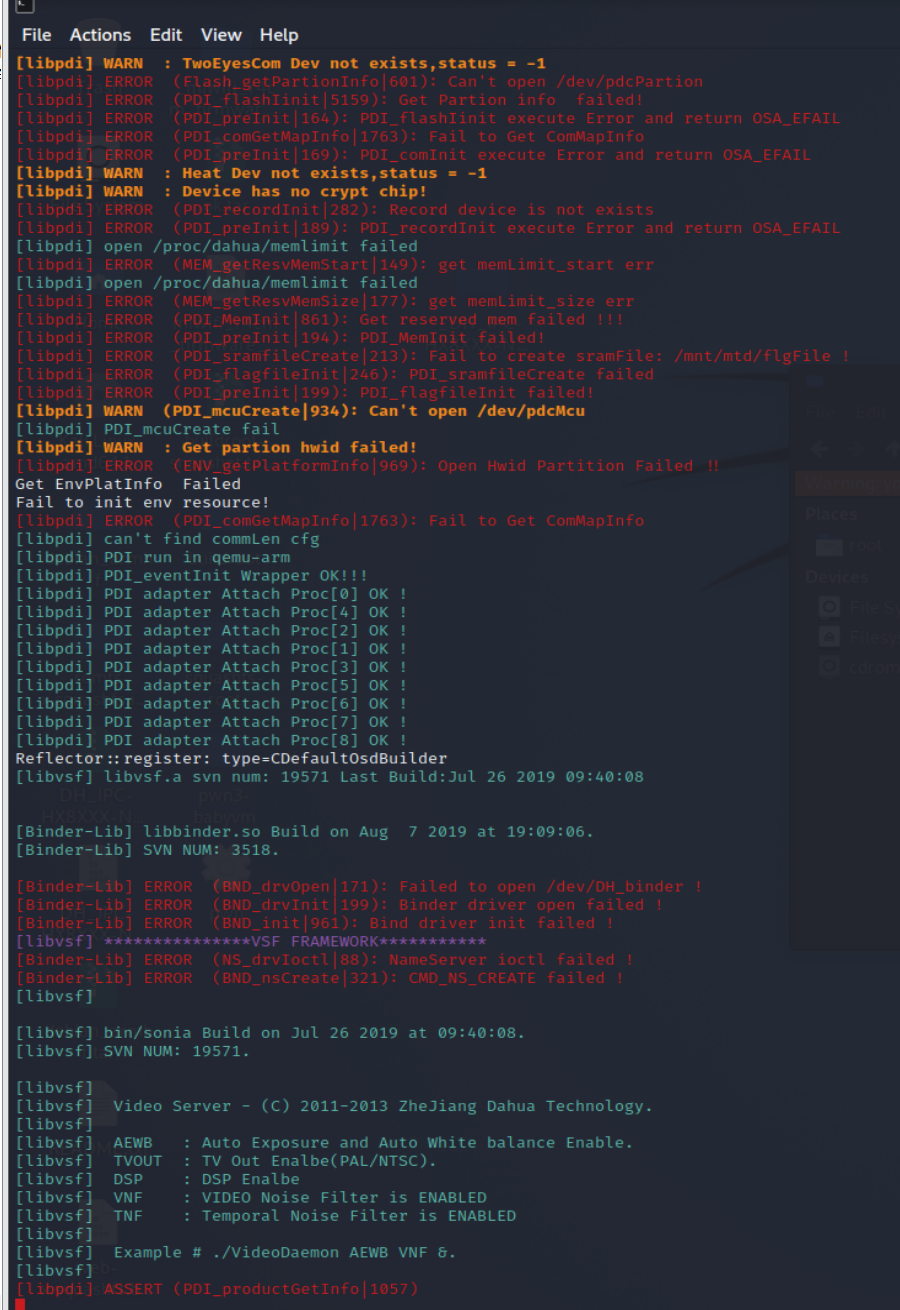 File Actions Edit View Help
[libpdi] WARN  : TwoEyesCom Dev not exists,status = -1
[libpdi] ERROR  (Flash_getPartionInfo|601): Can't open /dev/pdcPartion
[libpdi] ERROR  (PDI_flashIinit|5159): Get Partion info  failed!
[libpdi] ERROR  (PDI_preInit|164): PDI_flashIinit execute Error and return OSA_EFAIL
[libpdi] ERROR  (PDI_comGetMapInfo|1763): Fail to Get ComMapInfo
[libpdi] ERROR  (PDI_preInit|169): PDI_comInit execute Error and return OSA_EFAIL
[libpdi] WARN  : Heat Dev not exists,status = -1
[libpdi] WARN  : Device has no crypt chip!
[libpdi] ERROR  (PDI_recordInit|282): Record device is not exists
[libpdi] ERROR  (PDI_preInit|189): PDI_recordInit execute Error and return OSA_EFAIL
[libpdi] open /proc/dahua/memlimit failed
[libpdi] ERROR  (MEM_getResvMemStart|149): get memLimit_start err
[libpdi] open /proc/dahua/memlimit failed
[libpdi] ERROR  (MEM_getResvMemSize|177): get memLimit_size err
[libpdi] ERROR  (PDI_MemInit|861): Get reserved mem failed !!!
[libpdi] ERROR  (PDI_preInit|194): PDI_MemInit failed!
[libpdi] ERROR  (PDI_sramfileCreate|213): Fail to create sramFile: /mnt/mtd/flgFile !
[libpdi] ERROR  (PDI_flagfileInit|246): PDI_sramfileCreate failed
[libpdi] ERROR  (PDI_preInit|199): PDI_flagfileInit failed!
[libpdi] WARN  (PDI_mcuCreate|934): Can't open /dev/pdcMcu
[libpdi] PDI_mcuCreate fail
[libpdi] WARN  : Get partion hwid failed!
[libpdi] ERROR  (ENV_getPlatformInfo|969): Open Hwid Partition Failed !!
Get EnvPlatInfo  Failed
Fail to init env resource!
[libpdi] ERROR  (PDI_comGetMapInfo|1763): Fail to Get ComMapInfo
[libpdi] can't find commLen cfg
[libpdi] PDI run in qemu-arm
[libpdi] PDI_eventInit Wrapper OK!!!
[libpdi] PDI adapter Attach Proc[0] OK !
[libpdi] PDI adapter Attach Proc[4] OK !
[libpdi] PDI adapter Attach Proc[2] OK !
[libpdi] PDI adapter Attach Proc[1] OK !
[libpdi] PDI adapter Attach Proc[3] OK !
[libpdi] PDI adapter Attach Proc[5] OK !
[libpdi] PDI adapter Attach Proc[6] OK !
[libpdi] PDI adapter Attach Proc[7] OK !
[libpdi] PDI adapter Attach Proc[8] OK !
Reflector::register: type=CDefaultOsdBuilder
[libvsf] libvsf.a svn num: 19571 Last Build:Jul 26 2019 09:40:08
[Binder-Lib] libbinder.so Build on Aug  7 2019 at 19:09:06.
[Binder-Lib] SVN NUM: 3518.
[Binder-Lib] ERROR  (BND_drvOpen|171): Failed to open /dev/DH_binder !
[Binder-Lib] ERROR  (BND_drvInit|199): Binder driver open failed !
[Binder-Lib] ERROR  (BND_init|961): Bind driver init failed !
[libvsf] ***************VSF FRAMEWORK***********
[Binder-Lib] ERROR  (NS_drvIoctl|88): NameServer ioctl failed !
[Binder-Lib] ERROR  (BND_nsCreate|321): CMD_NS_CREATE failed !
[libvsf]
[libvsf] bin/sonia Build on Jul 26 2019 at 09:40:08.
[libvsf] SVN NUM: 19571.
[libvsf]
[libvsf]  Video Server - (C) 2011-2013 ZheJiang Dahua Technology.
[libvsf]
[libvsf]  AEWB   : Auto Exposure and Auto White balance Enable.
[libvsf]  TVOUT  : TV Out Enalbe(PAL/NTSC).
[libvsf]  DSP    : DSP Enalbe
[libvsf]  VNF    : VIDEO Noise Filter is ENABLED
[libvsf]  TNF    : Temporal Noise Filter is ENABLED
[libvsf]
[libvsf]  Example # ./VideoDaemon AEWB VNF &.
[libvsf]
[libpdi] ASSERT (PDI_productGetInfo|1057)
File Edit
Places
root
Devices